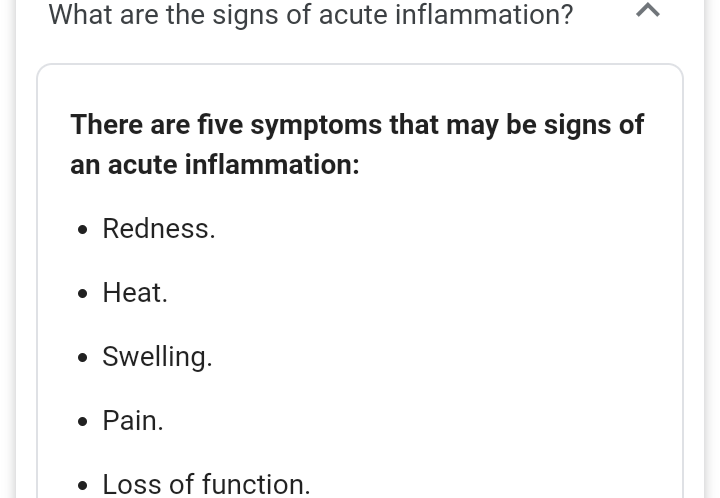 What are the signs of acute inflammation?
There are five symptoms that may be signs of
an acute inflammation:
• Redness.
• Heat.
• Swelling.
• Pain.
• Loss of function.